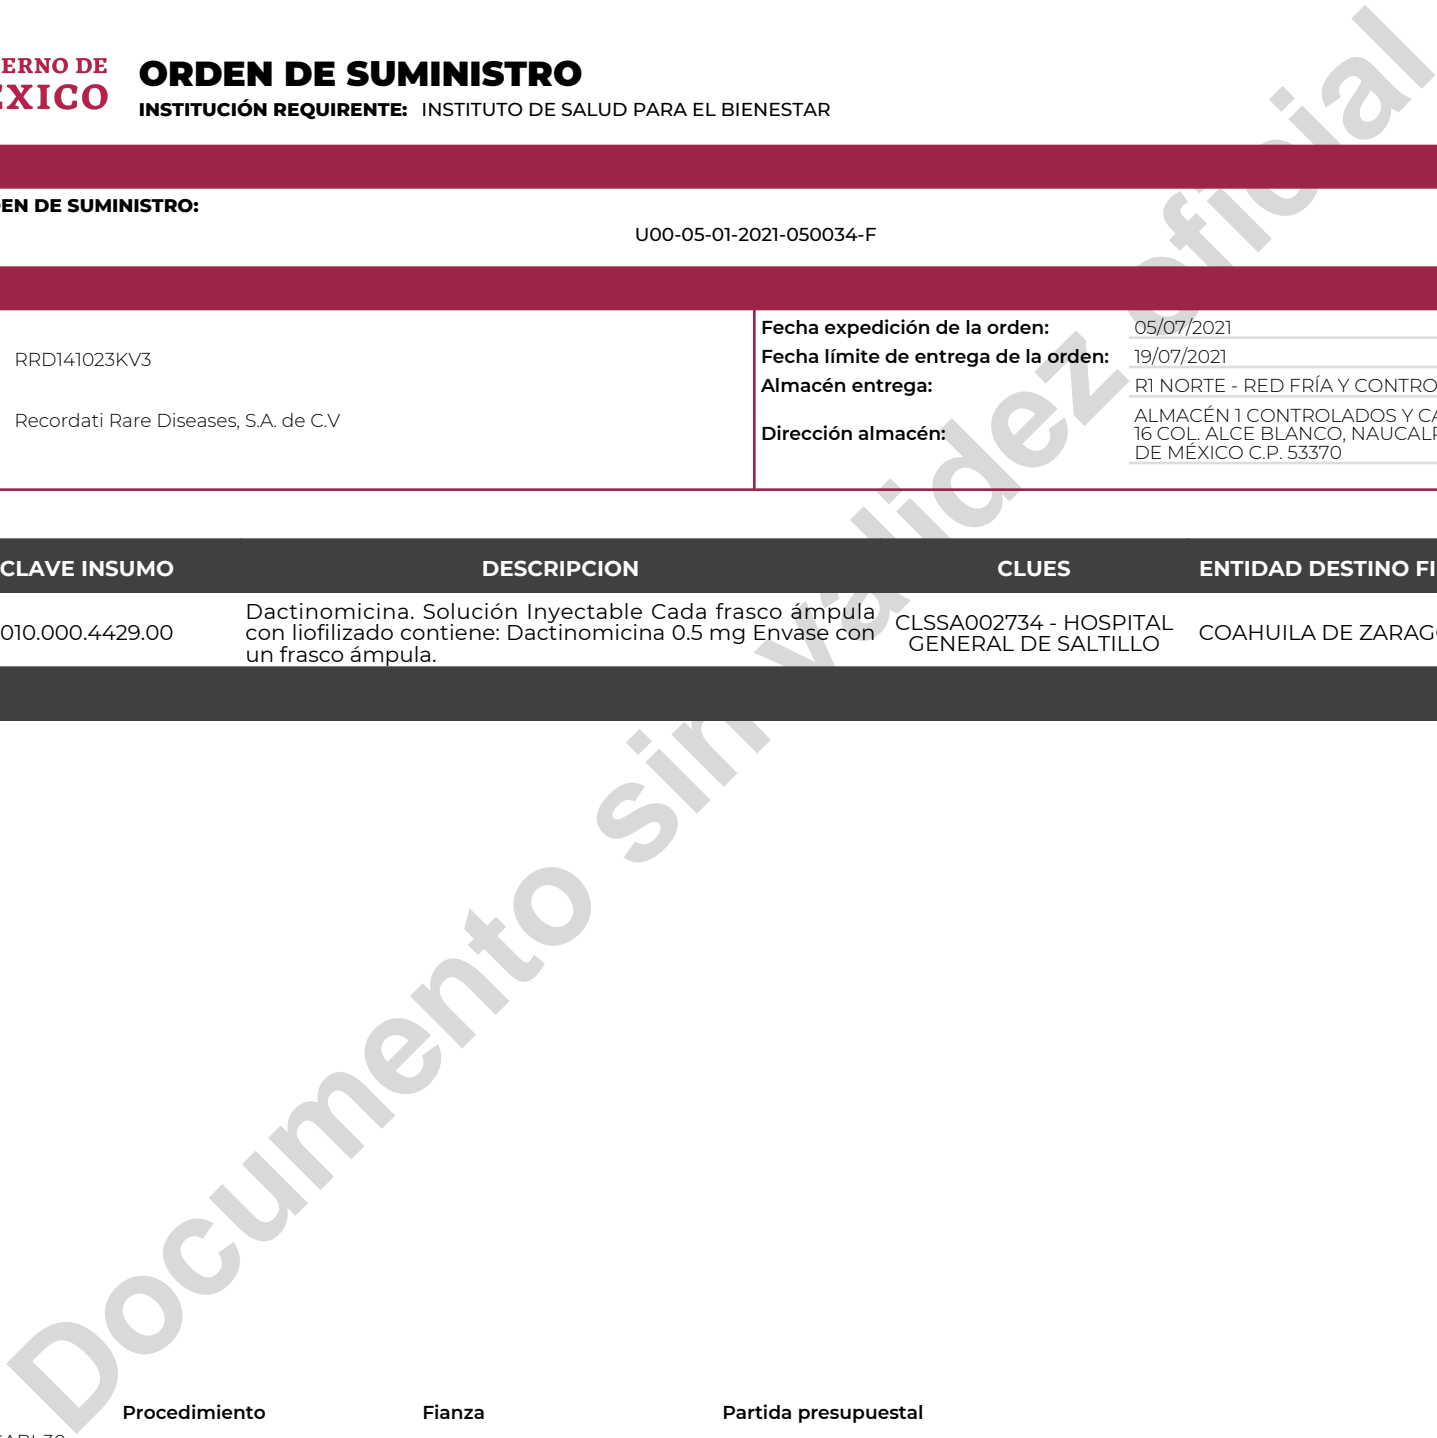 ERNO DE
ÉXICO
ORDEN DE SUMINISTRO
INSTITUCIÓN REQUIRENTE: INSTITUTO DE SALUD PARA EL BIENESTAR
EN DE SUMINISTRO:
U00-05-01-2021-050034-F
RRD141023KV3
Recordati Rare Diseases, S.A. de C.V
Fecha expedición de la orden: 05/07/2021
Fecha límite de entrega de la orden: 19/07/2021
Almacén entrega: R1 NORTE - RED FRÍA Y CONTRO
Dirección almacén: ALMACÉN 1 CONTROLADOS Y CA
16 COL. ALCE BLANCO, NAUCALP
DE MÉXICO C.P. 53370
CLAVE INSUMO DESCRIPCION CLUES ENTIDAD DESTINO FI
010.000.4429.00
Dactinomicina. Solución Inyectable Cada frasco ámpula
con liofilizado contiene: Dactinomicina 0.5 mg Envase con
un frasco ámpula.
CLSSA002734 - HOSPITAL
GENERAL DE SALTILLO
COAHUILA DE ZARAG
Documento sin validez oficial
Procedimiento Fianza Partida presupuestal